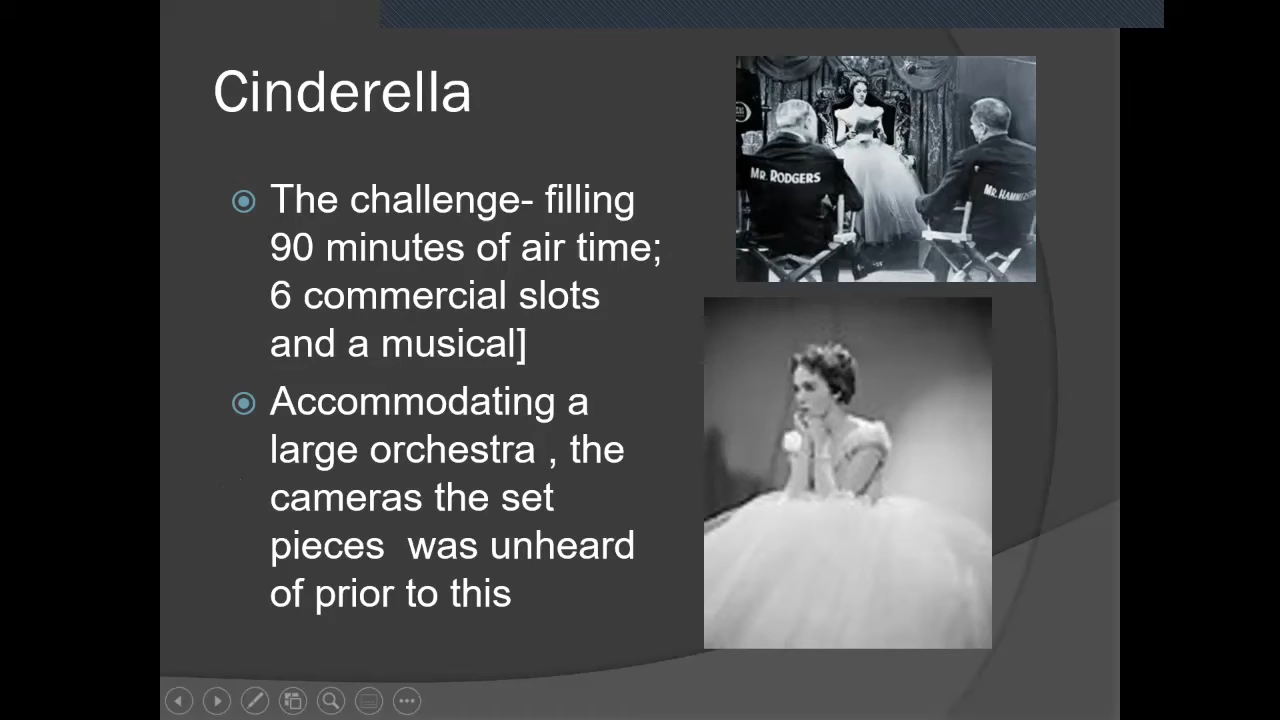 Cinderella
The challenge- filling
90 minutes of air time;
6 commercial slots
and a musical]
Accommodating a
large orchestra , the
cameras the set
pieces  was unheard
of prior to this
MR. RODGERS